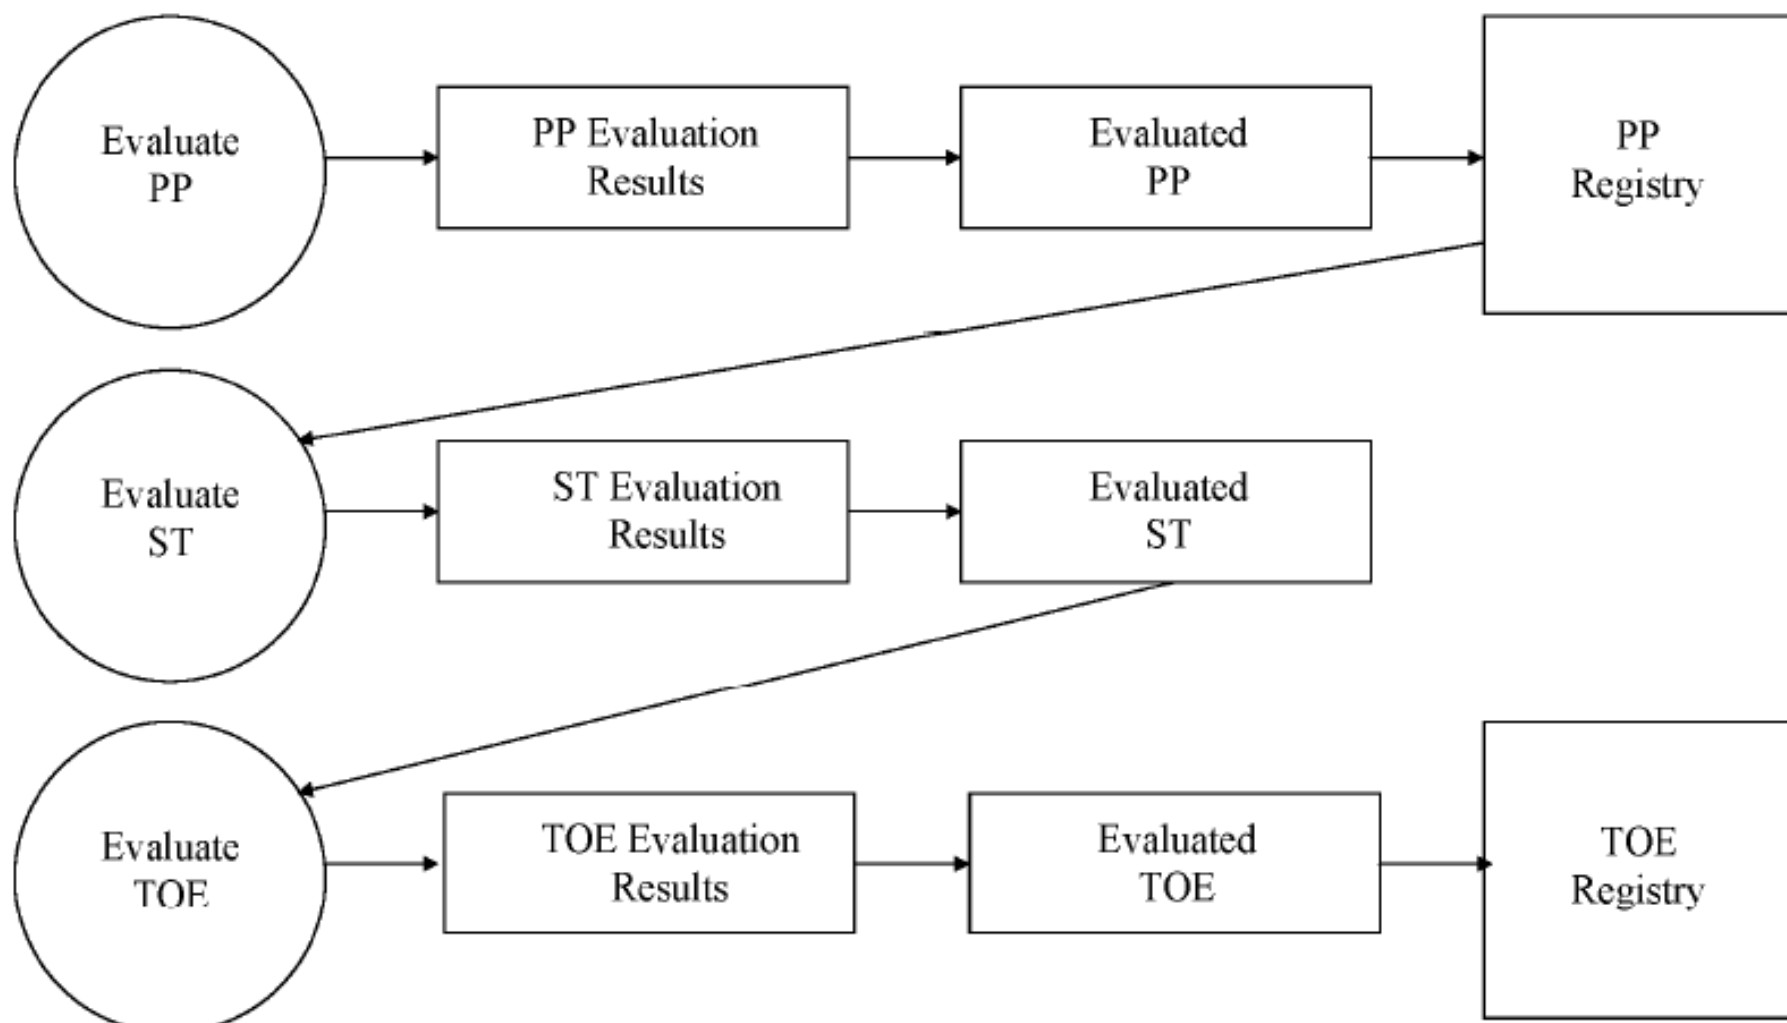 Evaluate
PP
PP Evaluation
Results
Evaluated
PP
PP
Registry
Evaluate
ST
ST Evaluation
Results
Evaluated
ST
Evaluate
TOE
TOE Evaluation
Results
Evaluated
TOE
TOE
Registry